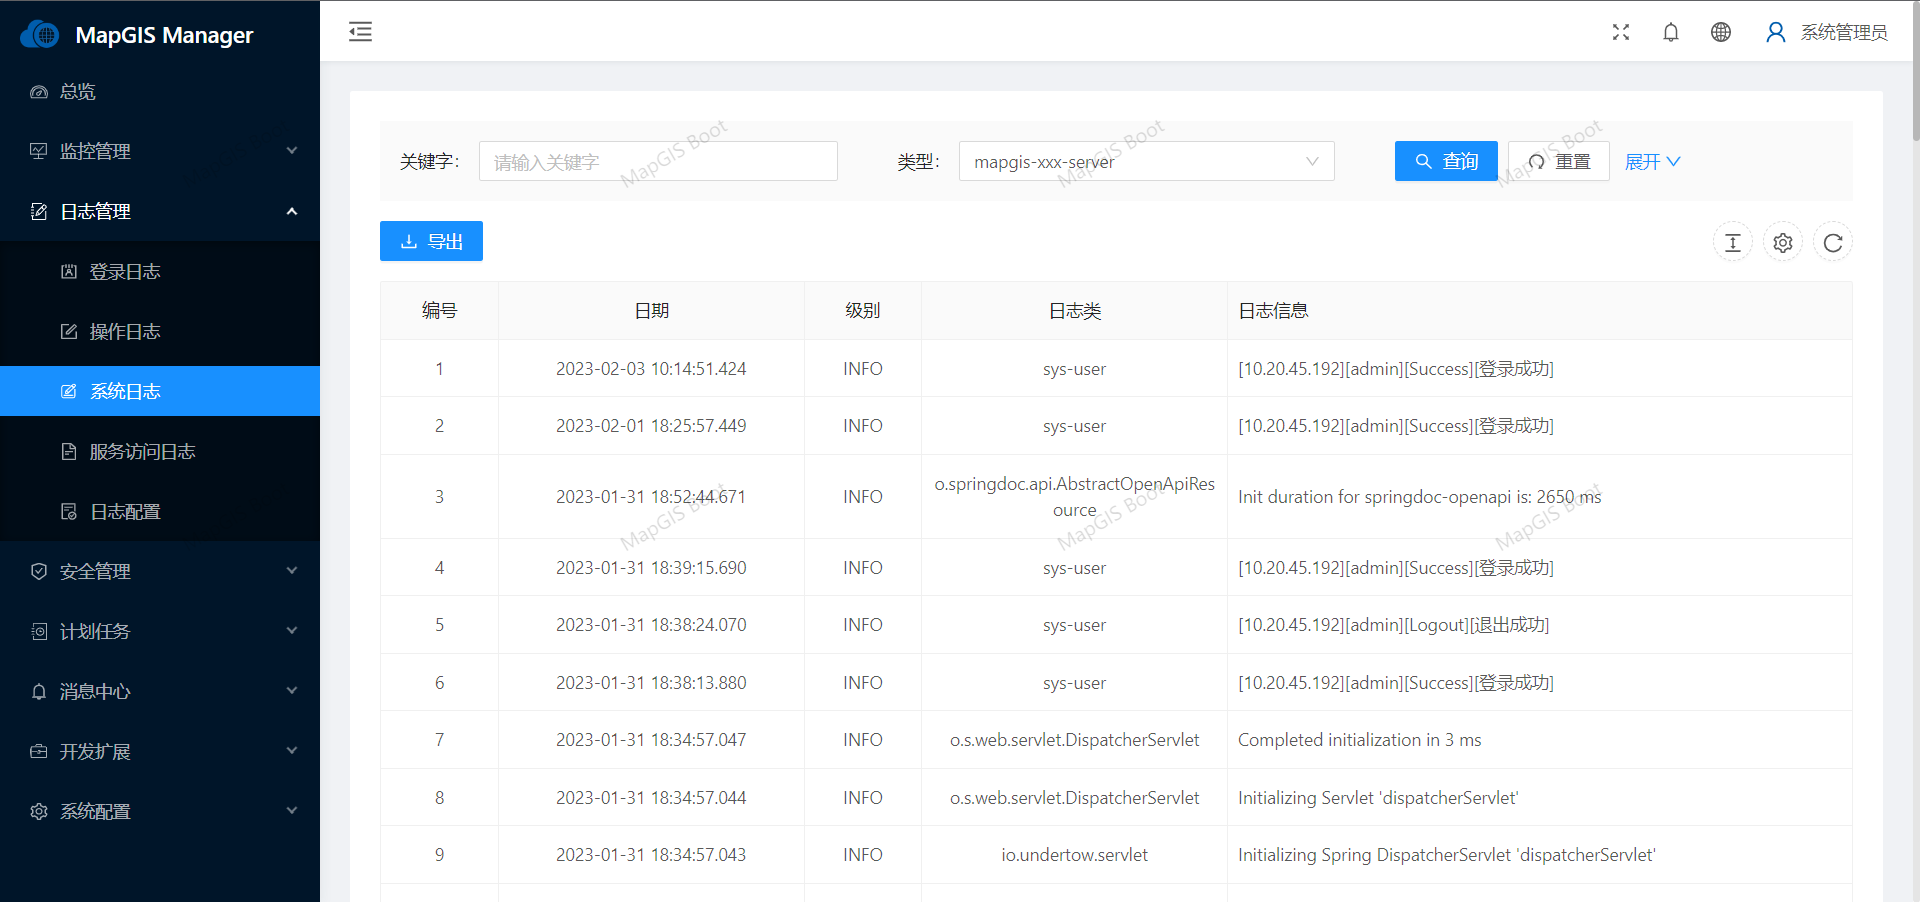 MapGIS Manager
系统管理员
总览
监控管理
日志管理
登录日志
操作日志
系统日志
服务访问日志
日志配置
安全管理
计划任务
消息中心
开发扩展
系统配置
关键字: 请输入关键字 类型: mapgis-xxx-server 查询 重置 展开
导出
编号 日期 级别 日志类 日志信息
1 2023-02-03 10:14:51.424 INFO sys-user [10.20.45.192][admin][Success][登录成功]
2 2023-02-01 18:25:57.449 INFO sys-user [10.20.45.192][admin][Success][登录成功]
3 2023-01-31 18:52:44.671 INFO o.springdoc.api.AbstractOpenApiRes Init duration for springdoc-openapi is: 2650 ms
ource
4 2023-01-31 18:39:15.690 INFO sys-user [10.20.45.192][admin][Success][登录成功]
5 2023-01-31 18:38:24.070 INFO sys-user [10.20.45.192][admin][Logout][退出成功]
6 2023-01-31 18:38:13.880 INFO sys-user [10.20.45.192][admin][Success][登录成功]
7 2023-01-31 18:34:57.047 INFO o.s.web.servlet.DispatcherServlet Completed initialization in 3 ms
8 2023-01-31 18:34:57.044 INFO o.s.web.servlet.DispatcherServlet Initializing Servlet 'dispatcherServlet'
9 2023-01-31 18:34:57.043 INFO io.undertow.servlet Initializing Spring DispatcherServlet 'dispatcherServlet'
MapGIS Boot
MapGIS Boot
MapGIS Boot
MapGIS Boot
MapGIS Boot
MapGIS Boot